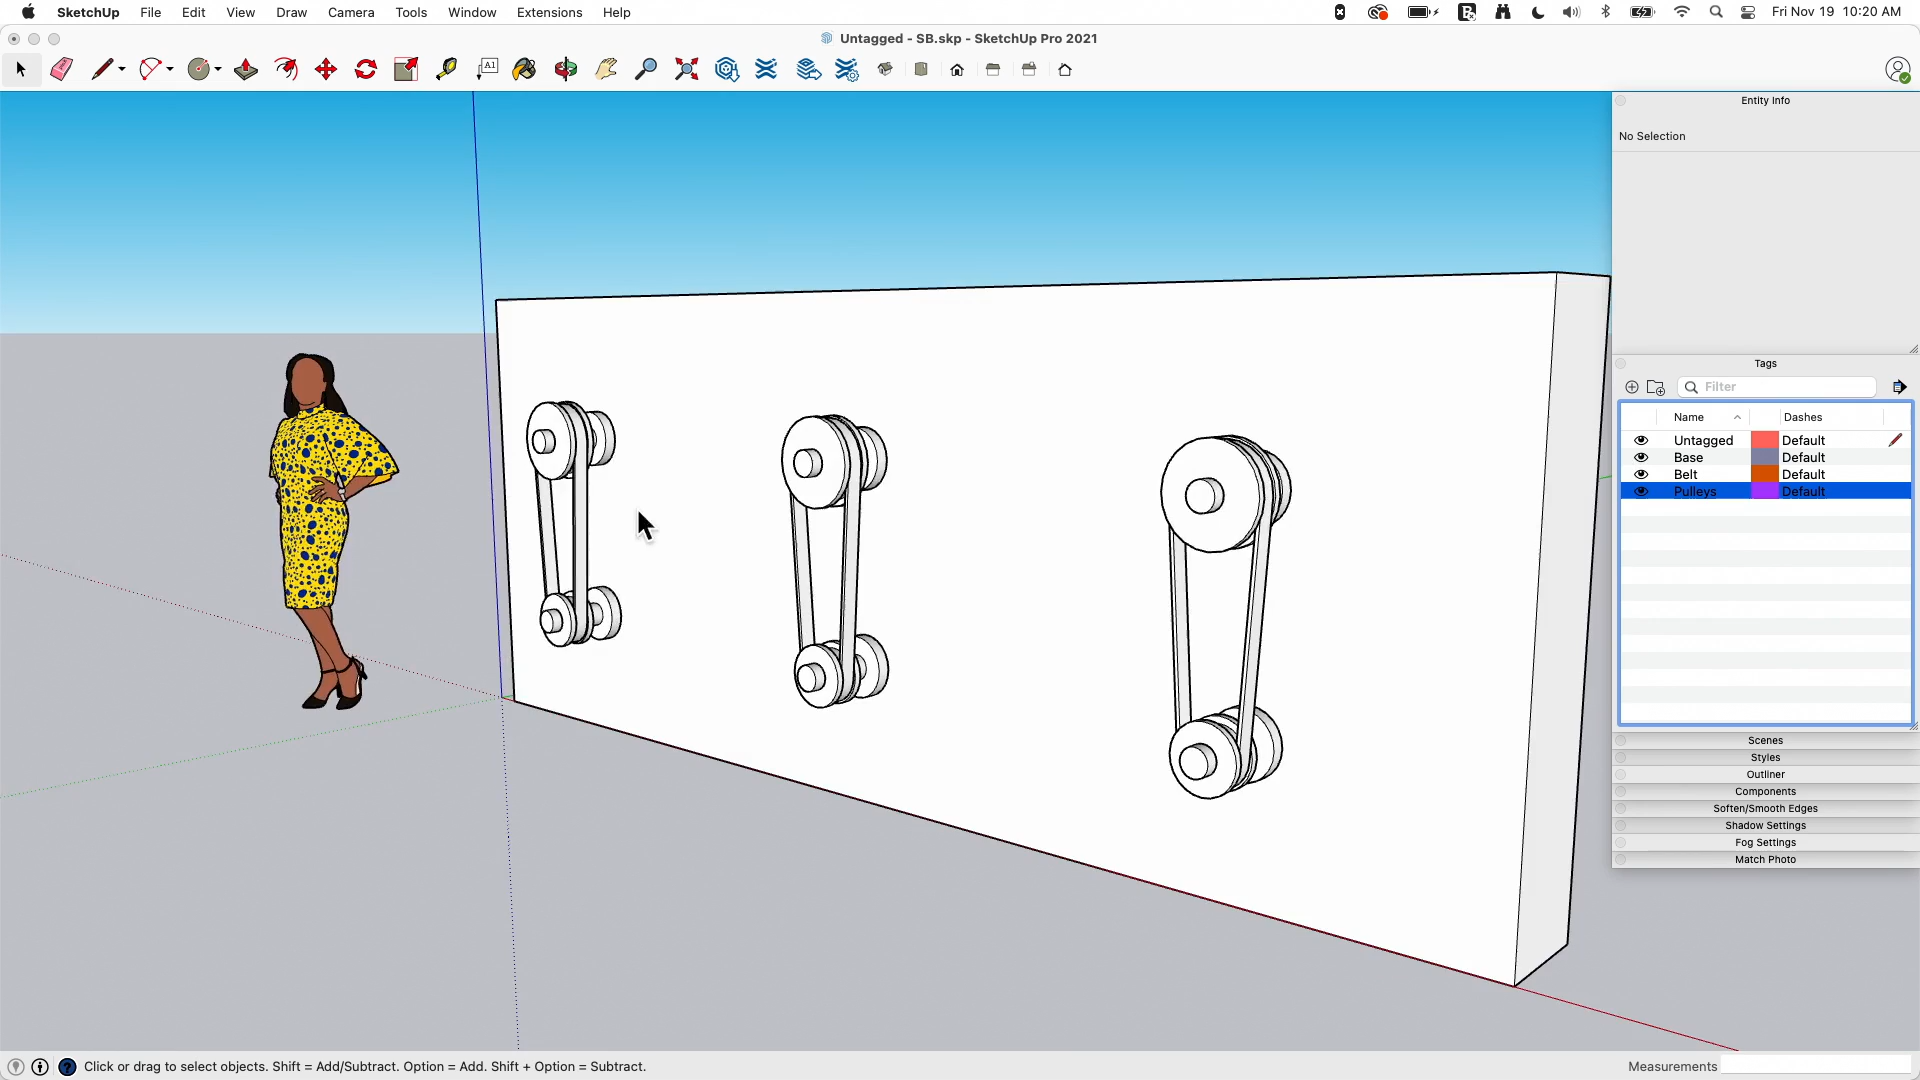 SketchUp File Edit View Draw Camera Tools Window Extensions Help Fri Nov 19 10:20 AM
Untagged - SB.skp - SketchUp Pro 2021
A1
Entity Info
No Selection
Tags
Filter
Name Dashes
Untagged Default
Base Default
Belt Default
Pulleys Default
Scenes
Styles
Outliner
Components
Soften/Smooth Edges
Shadow Settings
Fog Settings
Match Photo
Click or drag to select objects. Shift = Add/Subtract. Option = Add. Shift + Option = Subtract. Measurements